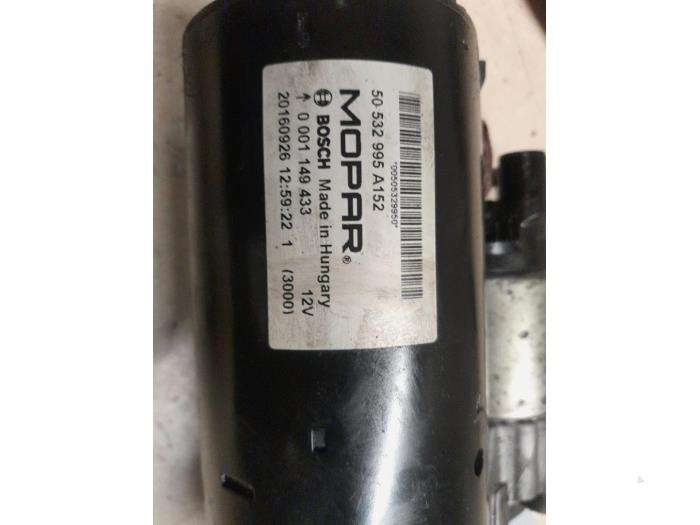 *00505329950*
50 532 995 A152
MOPAR®
BOSCH Made in Hungary
0 001 149 433 12V
20160926 12:59:22 1 (3000)